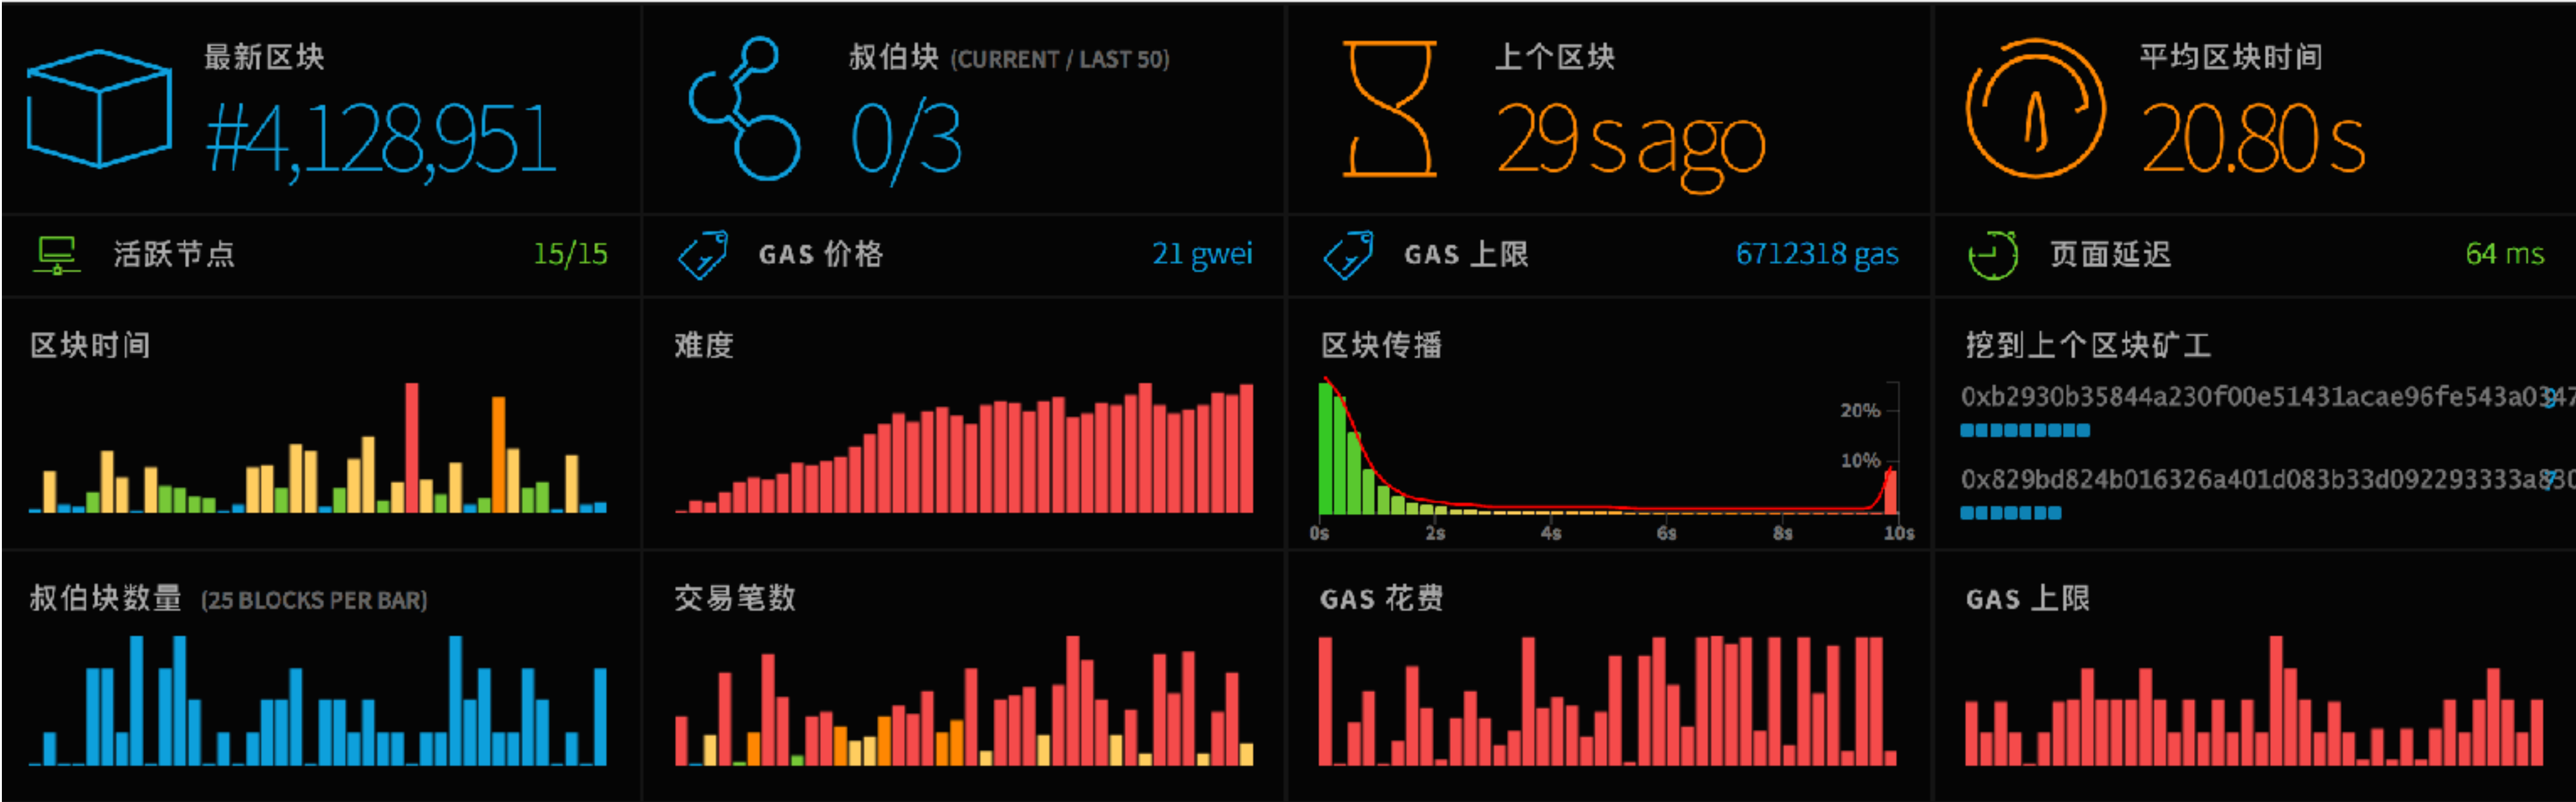 最新区块
#4,128,951
叔伯块 (CURRENT / LAST 50)
0/3
上个区块
29 s ago
平均区块时间
20.80 s
活跃节点 15/15
GAS 价格 21 gwei
GAS 上限 6712318 gas
页面延迟 64 ms
区块时间
难度
区块传播
20%
10%
0s 2s 4s 6s 8s 10s
挖到上个区块矿工
0xb2930b35844a230f00e51431acae96fe543a0347
0x829bd824b016326a401d083b33d092293333a830
叔伯块数量 (25 BLOCKS PER BAR)
交易笔数
GAS 花费
GAS 上限